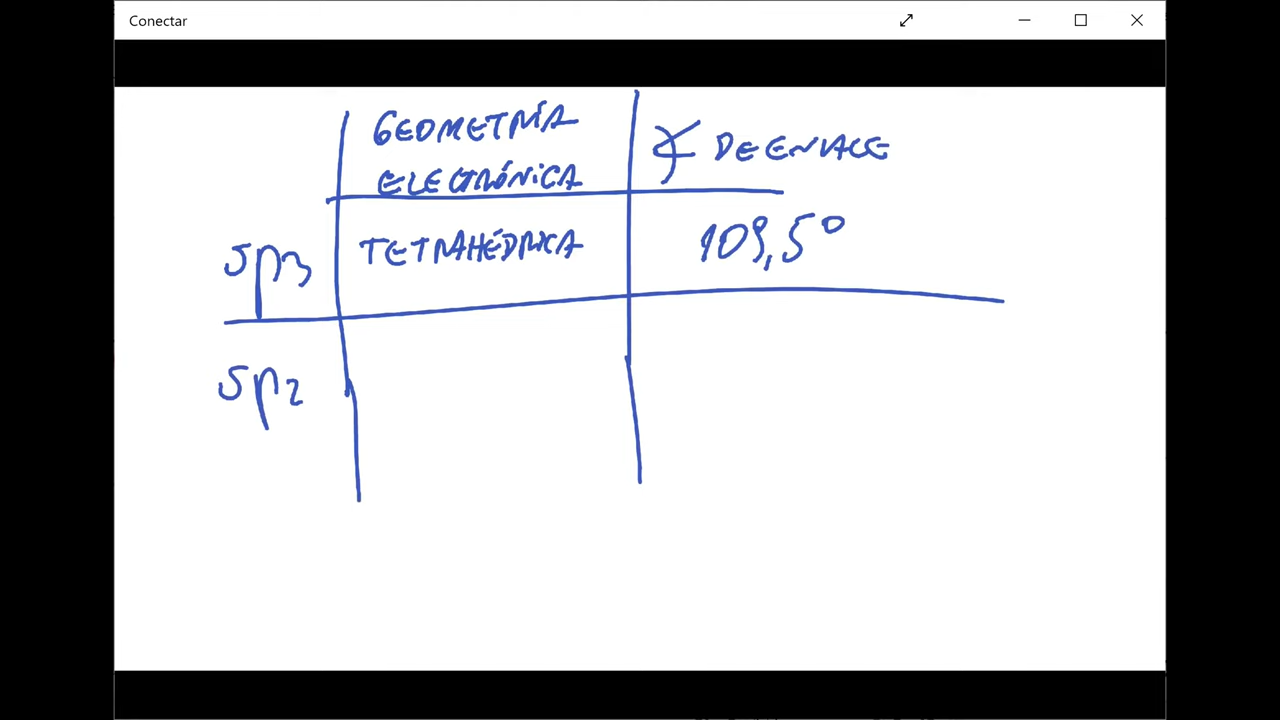 Conectar
GEOMETRÍA
ELECTRÓNICA
∢ DE ENLACE
sp3
TETRAHÉDRICA
109,5°
sp2